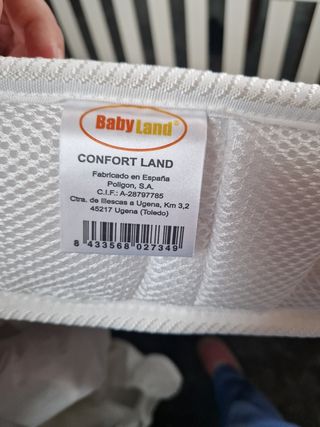 BabyLand©
CONFORT LAND
Fabricado en España
Poligon, S.A.
C.I.F.: A-28797785
Ctra. de Illescas a Ugena, Km 3,2
45217 Ugena (Toledo)
8 433568 027349